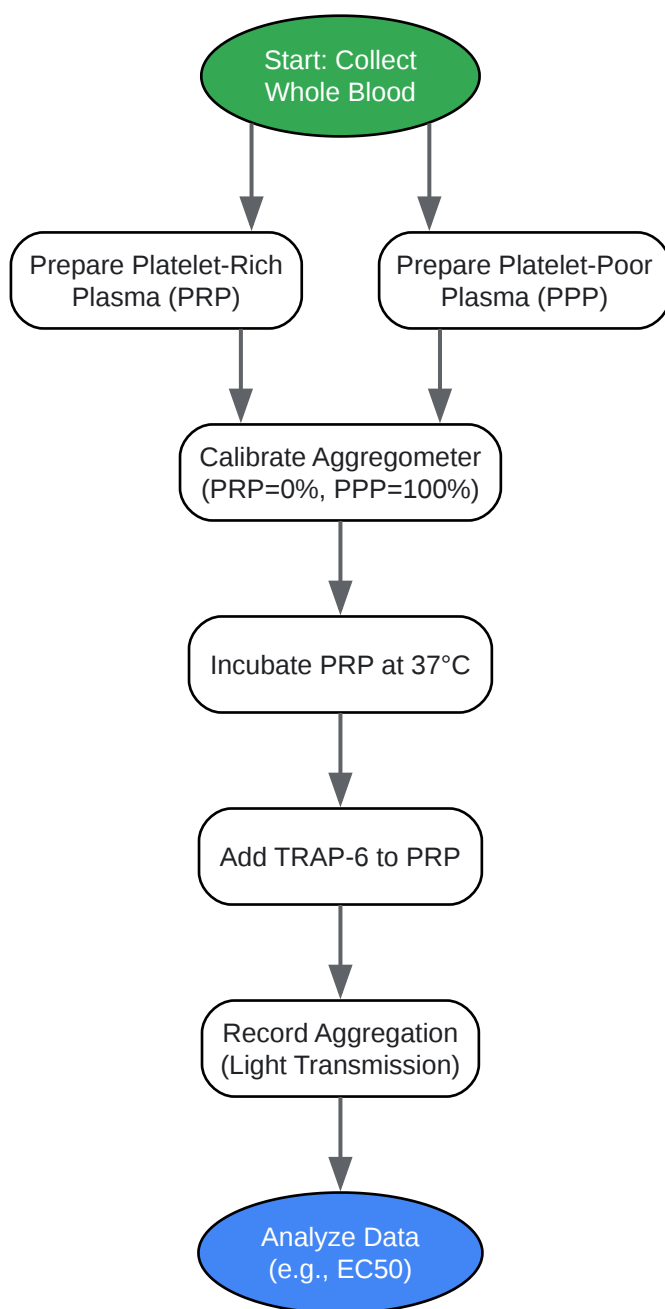 Start: Collect
Whole Blood
Prepare Platelet-Rich
Plasma (PRP)
Prepare Platelet-Poor
Plasma (PPP)
Calibrate Aggregometer
(PRP=0%, PPP=100%)
Incubate PRP at 37°C
Add TRAP-6 to PRP
Record Aggregation
(Light Transmission)
Analyze Data
(e.g., EC50)